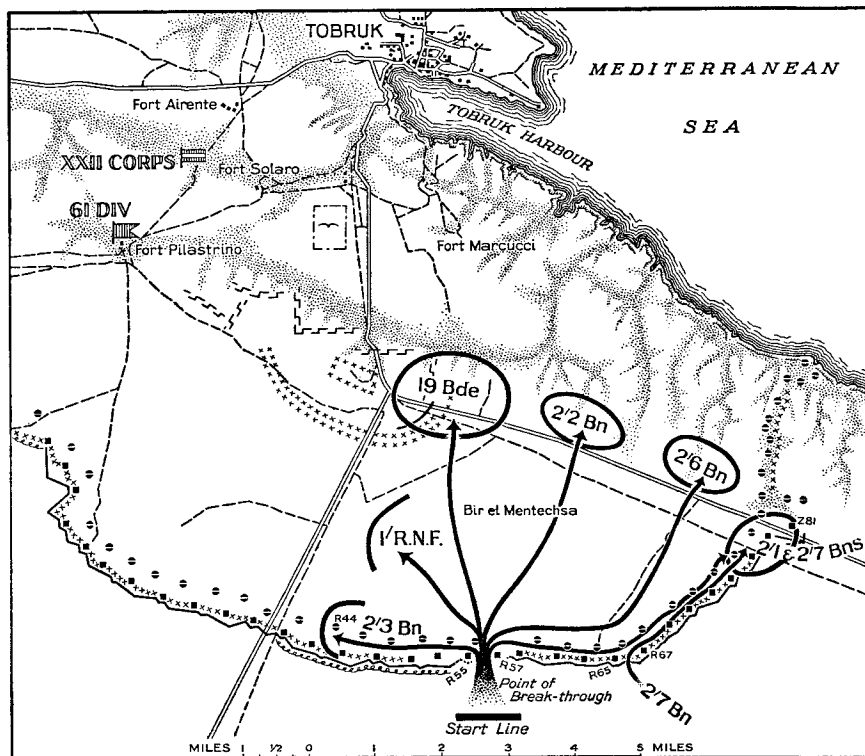 TOBRUK
MEDITERRANEAN
SEA
Fort Airente
TOBRUK HARBOUR
XXII CORPS
Fort Solaro
61 DIV
Fort Pilastrino
Fort Marcucci
19 Bde
2/2 Bn
2/6 Bn
Bir el Mentechsa
Z81
1/R.N.F.
2/1 & 2/7 Bns
R44
2/3 Bn
R55
R57
R65
R67
Point of
Break-through
2/7 Bn
Start Line
MILES 1/2 0 1 2 3 4 5 MILES